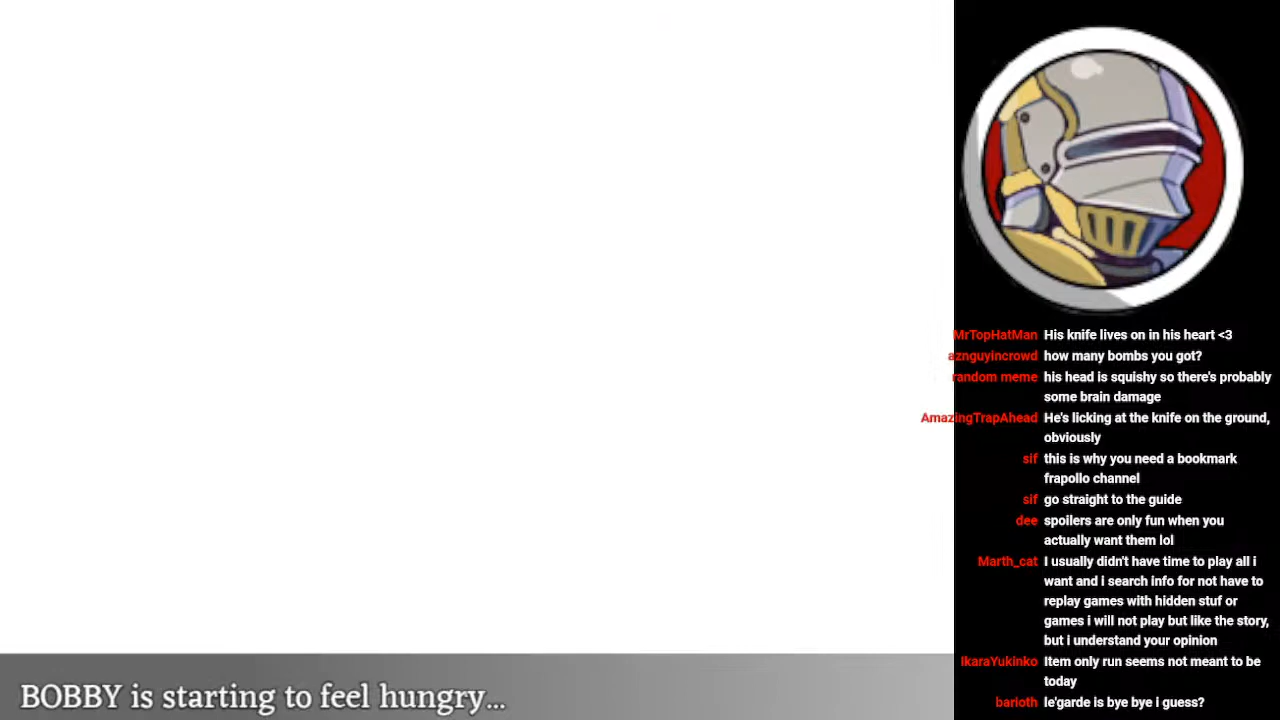 MrTopHatMan His knife lives on in his heart <3
aznguyincrowd how many bombs you got?
random meme his head is squishy so there's probably
some brain damage
AmazingTrapAhead He's licking at the knife on the ground,
obviously
sif this is why you need a bookmark
frapollo channel
sif go straight to the guide
dee spoilers are only fun when you
actually want them lol
Marth_cat I usually didn't have time to play all i
want and i search info for not have to
replay games with hidden stuf or
games i will not play but like the story,
but i understand your opinion
IkaraYukinko Item only run seems not meant to be
today
barioth le'garde is bye bye i guess?
BOBBY is starting to feel hungry...